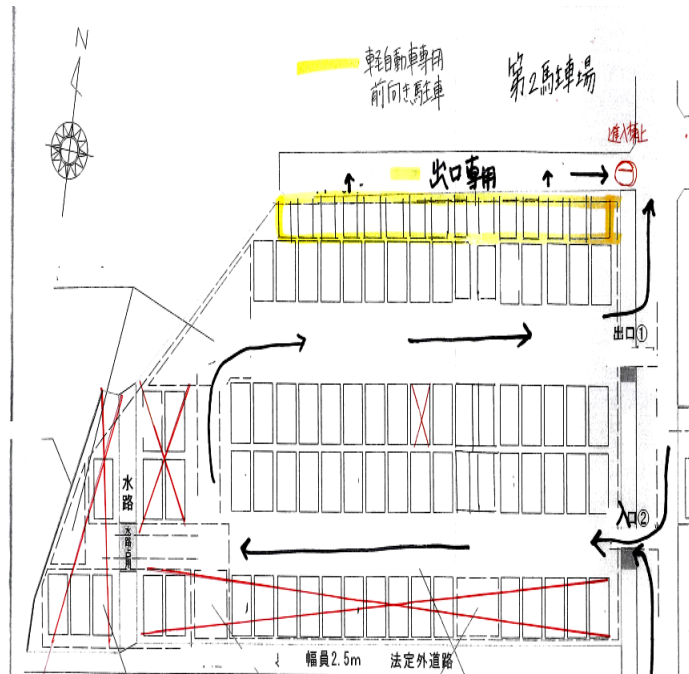 N
軽自動車専用
前向き駐車
第2駐車場
進入禁止
出口専用
出口①
水路
水路占用
入口②
幅員2.5m 法定外道路